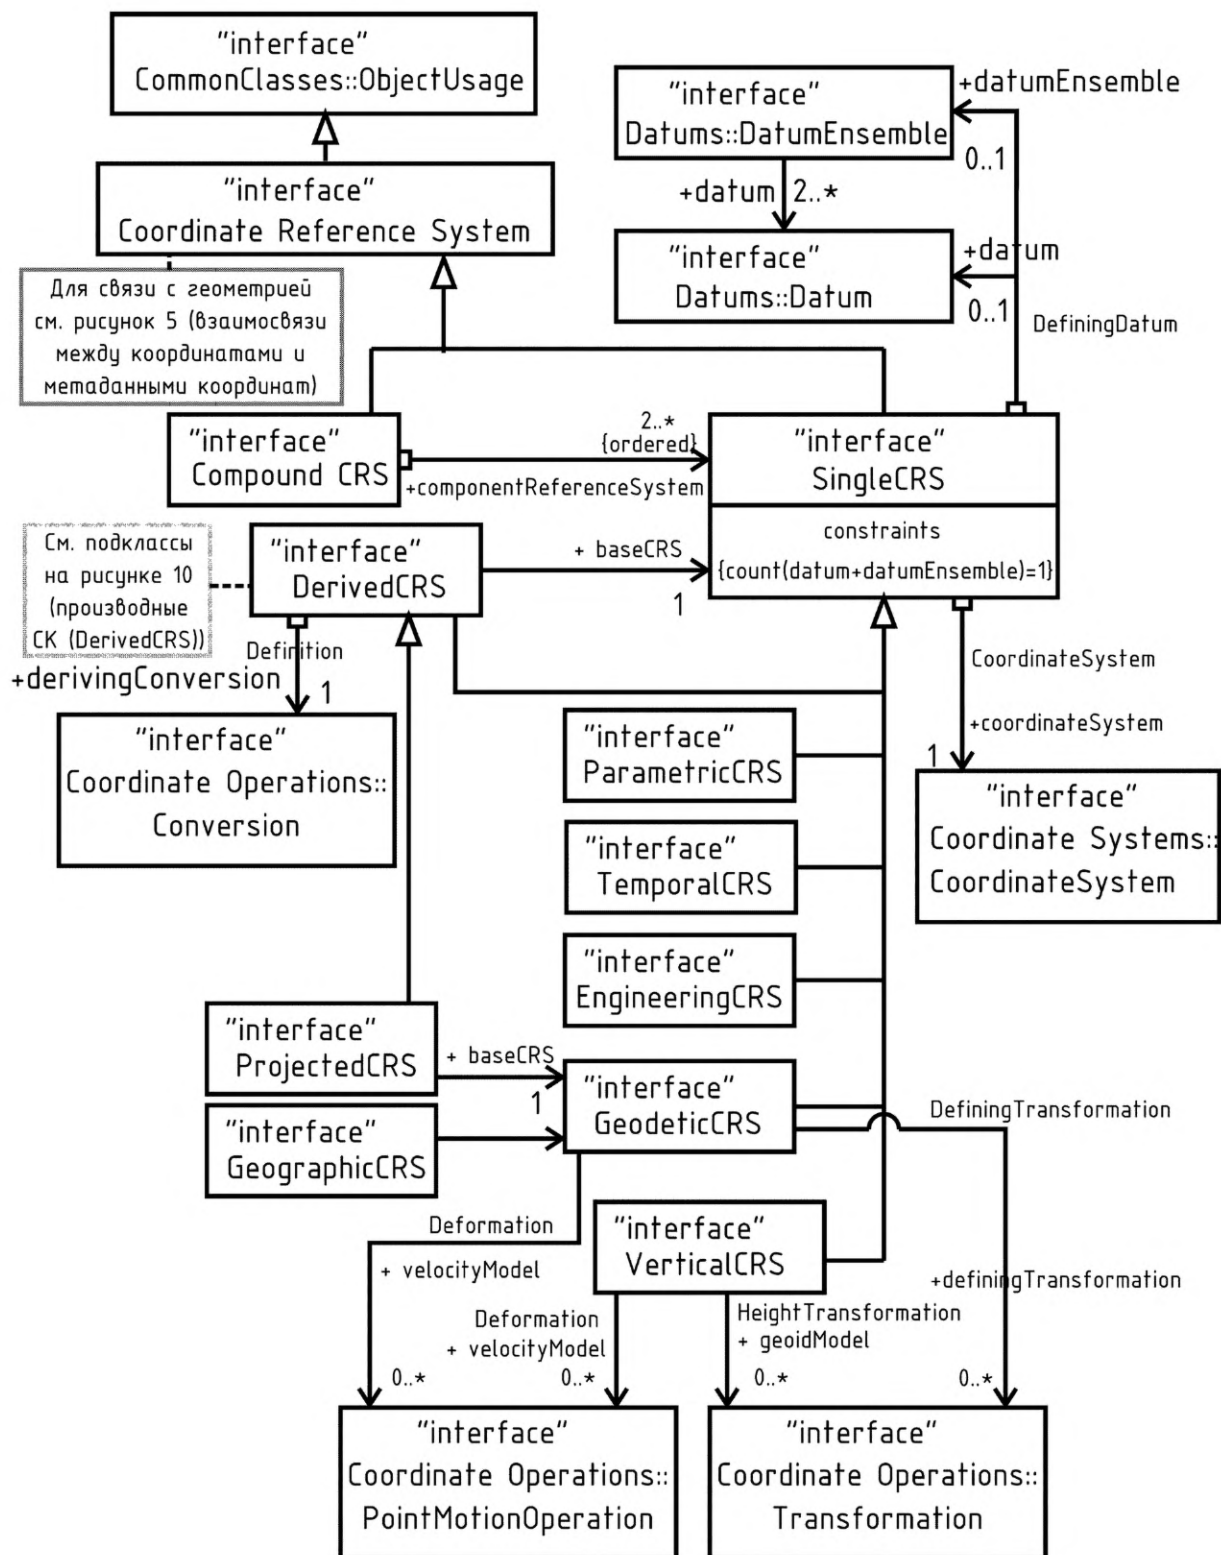 "interface"
CommonClasses::ObjectUsage
"interface"
Datums::DatumEnsemble
+datumEnsemble
0..1
"interface"
Coordinate Reference System
+datum
2..*
"interface"
Datums::Datum
+datum
0..1
DefiningDatum
Для связи с геометрией
см. рисунок 5 (взаимосвязи
между координатами и
метаданными координат)
"interface"
Compound CRS
2..*
{ordered}
+componentReferenceSystem
"interface"
SingleCRS
constraints
{count(datum+datumEnsemble)=1}
См. подклассы
на рисунке 10
(производные
СК (DerivedCRS))
"interface"
DerivedCRS
+ baseCRS
1
Definition
+derivingConversion
1
CoordinateSystem
+coordinateSystem
1
"interface"
Coordinate Operations::
Conversion
"interface"
ParametricCRS
"interface"
Coordinate Systems::
CoordinateSystem
"interface"
TemporalCRS
"interface"
EngineeringCRS
"interface"
ProjectedCRS
+ baseCRS
1
"interface"
GeodeticCRS
"interface"
GeographicCRS
DefiningTransformation
Deformation
+ velocityModel
"interface"
VerticalCRS
+definingTransformation
Deformation
+ velocityModel
HeightTransformation
+ geoidModel
0..*
0..*
0..*
0..*
"interface"
Coordinate Operations::
PointMotionOperation
"interface"
Coordinate Operations::
Transformation